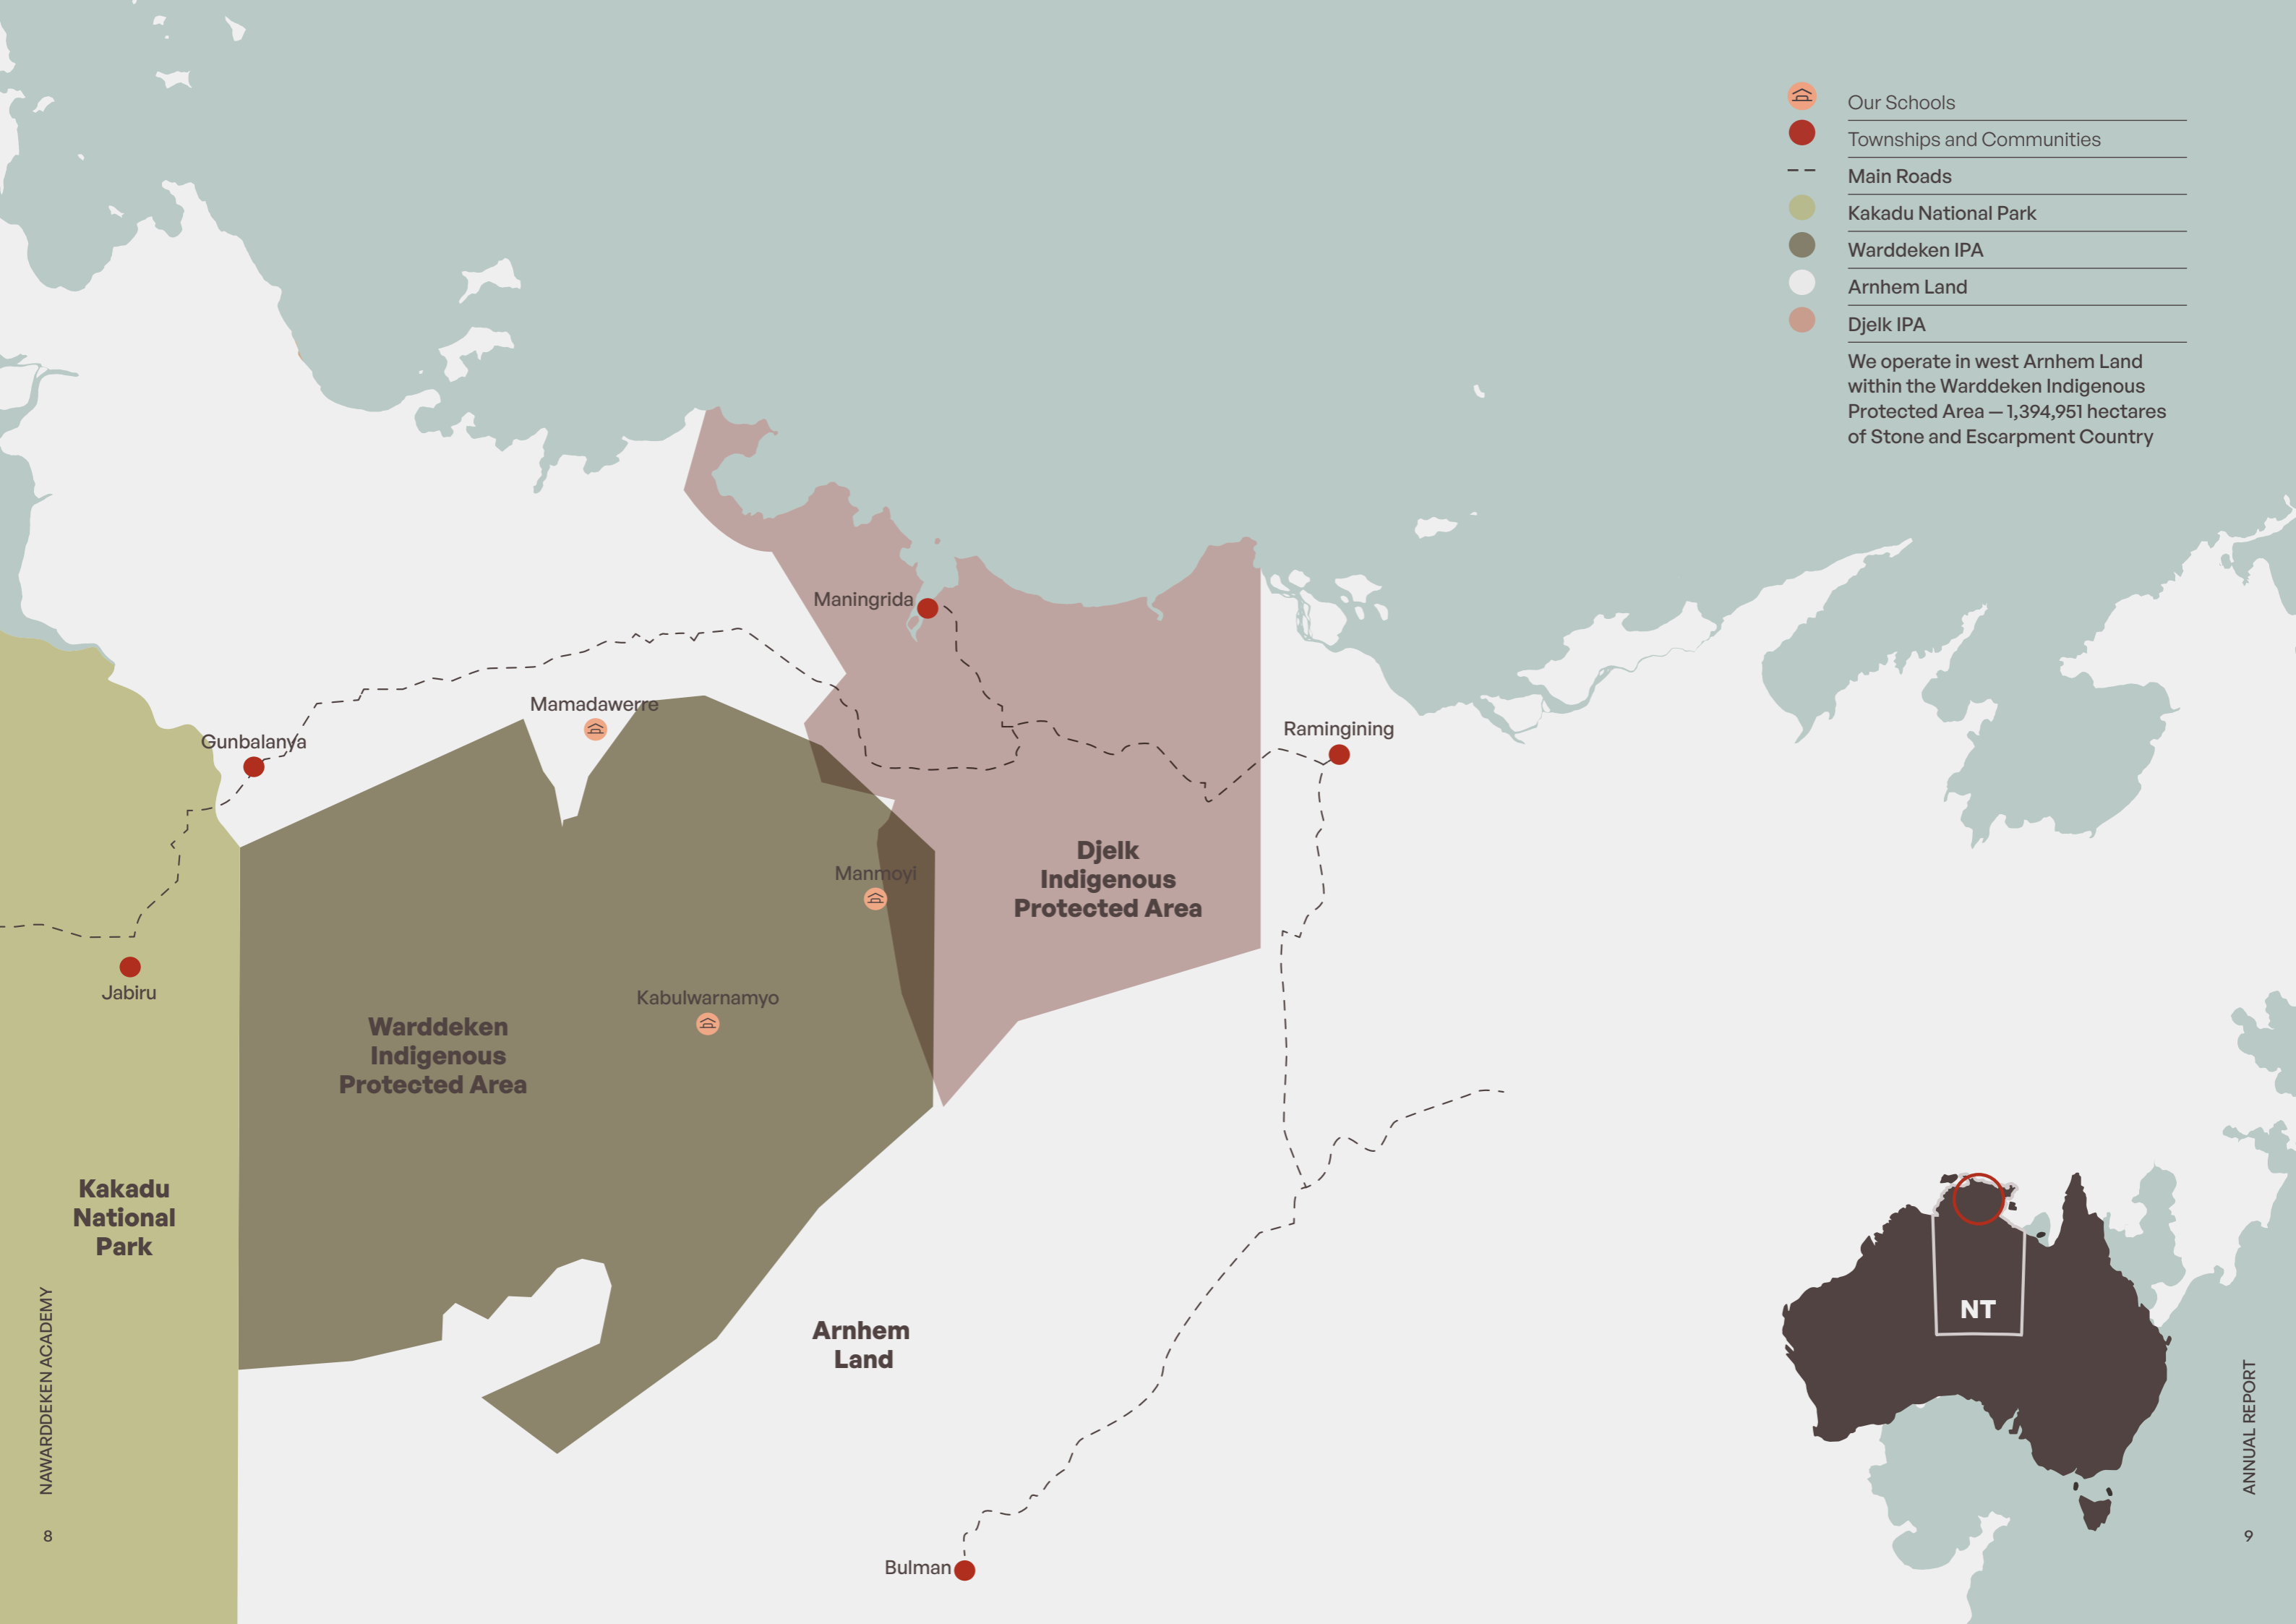 Our Schools
Townships and Communities
Main Roads
Kakadu National Park
Warddeken IPA
Arnhem Land
Djelk IPA
We operate in west Arnhem Land
within the Warddeken Indigenous
Protected Area — 1,394,951 hectares
of Stone and Escarpment Country
Maningrida
Mamadawerre
Gunbalanya
Ramingining
Djelk
Indigenous
Protected Area
Manmoyi
Jabiru
Kabulwarnamyo
Warddeken
Indigenous
Protected Area
Kakadu
National
Park
Arnhem
Land
NT
Bulman
NAWARDDEKEN ACADEMY
8
ANNUAL REPORT
9